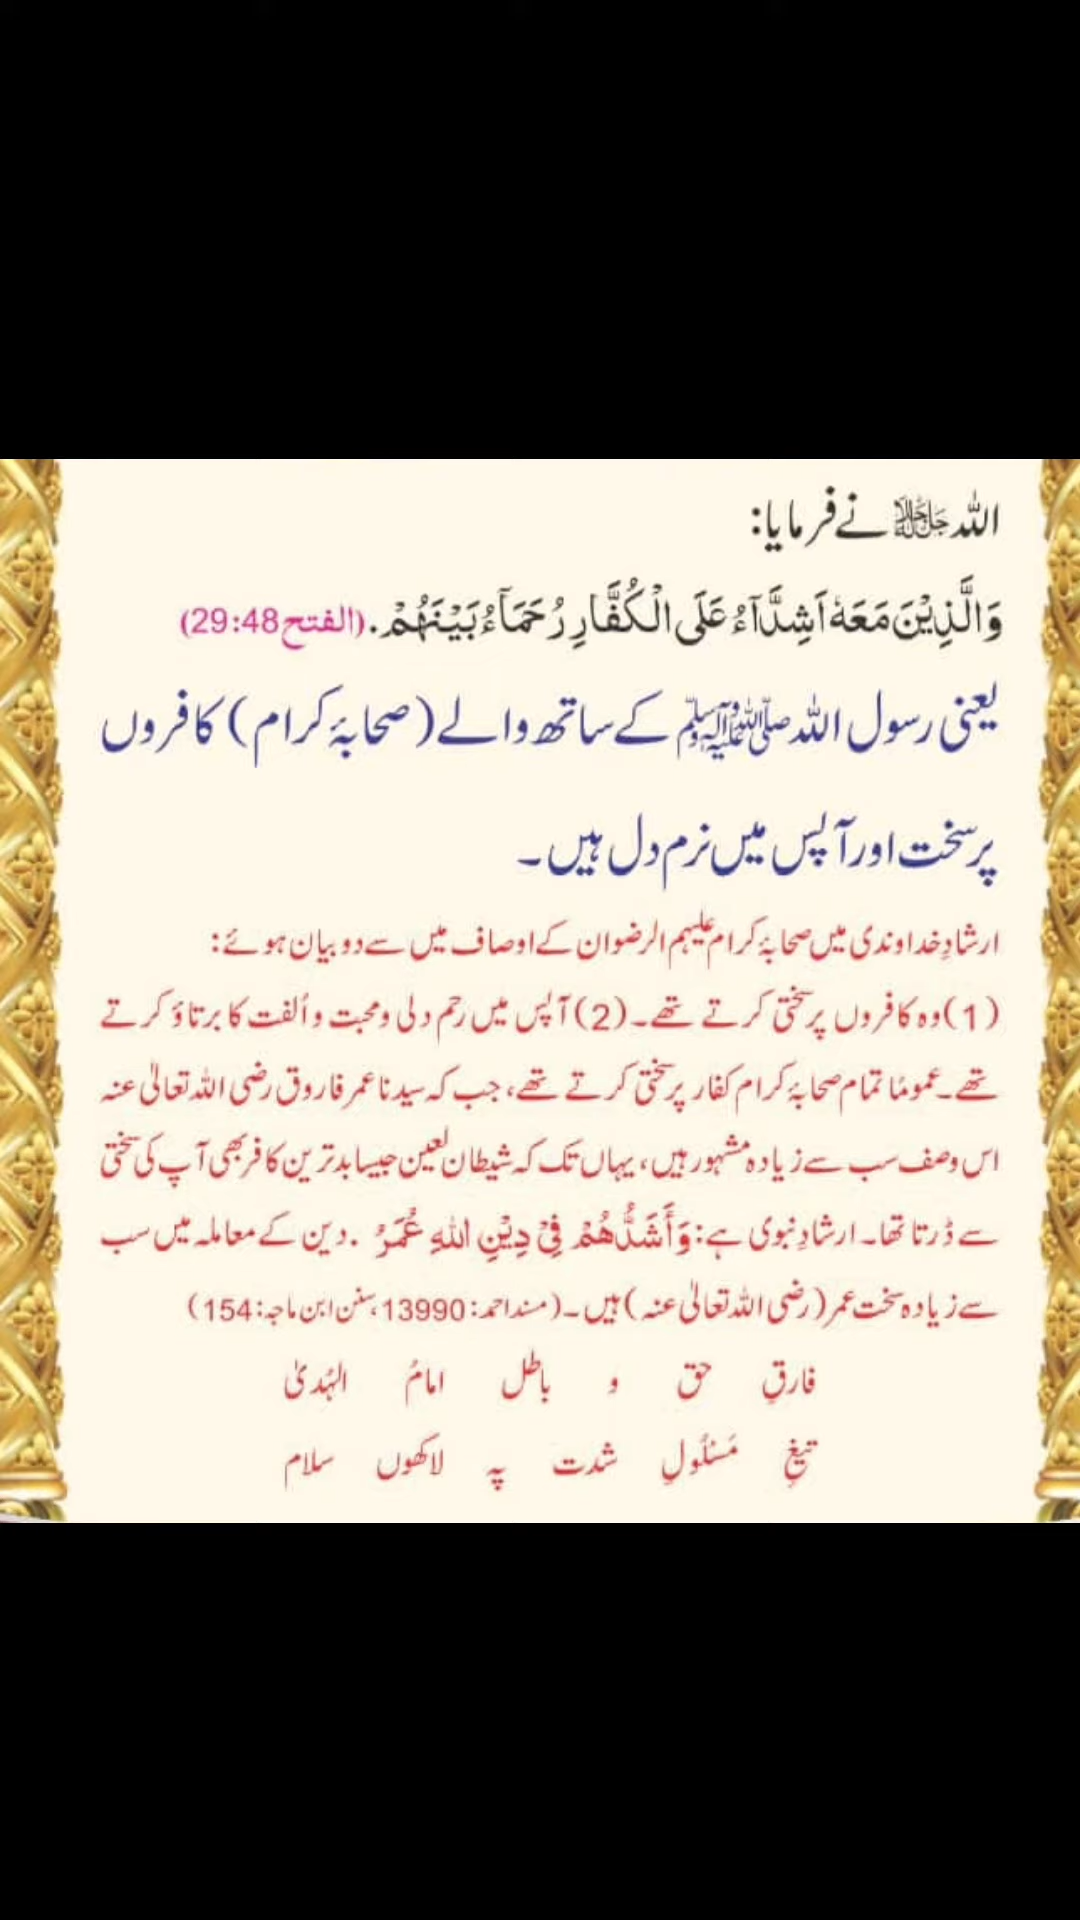 اللہ جل جلالہ نے فرمایا:
وَالَّذِیْنَ مَعَهٗۤ اَشِدَّآءُ عَلَی الْكُفَّارِ رُحَمَآءُ بَیْنَهُمْ. (الفتح 29:48)
یعنی رسول اللہ صلی اللہ علیہ وآلہ وسلم کے ساتھ والے (صحابۂ کرام) کافروں
پر سخت اور آپس میں نرم دل ہیں۔
ارشادِ خداوندی میں صحابۂ کرام علیہم الرضوان کے اوصاف میں سے دو بیان ہوئے:
(1) وہ کافروں پر سختی کرتے تھے۔ (2) آپس میں رحم دلی و محبت و اُلفت کا برتاؤ کرتے
تھے۔ عمومًا تمام صحابۂ کرام کفار پر سختی کرتے تھے، جب کہ سیدنا عمر فاروق رضی اللہ تعالیٰ عنہ
اس وصف سب سے زیادہ مشہور ہیں، یہاں تک کہ شیطان لعین جیسا بدترین کافر بھی آپ کی سختی
سے ڈرتا تھا۔ ارشادِ نبوی ہے: وَأَشَدُّهُمْ فِیْ دِیْنِ اللهِ عُمَرُ . دین کے معاملہ میں سب
سے زیادہ سخت عمر (رضی اللہ تعالیٰ عنہ) ہیں۔ (مسند احمد: 13990، سنن ابن ماجہ: 154)
فارقِ حق و باطل امامُ الہُدیٰ
تیغِ مَسلُولِ شدت پہ لاکھوں سلام